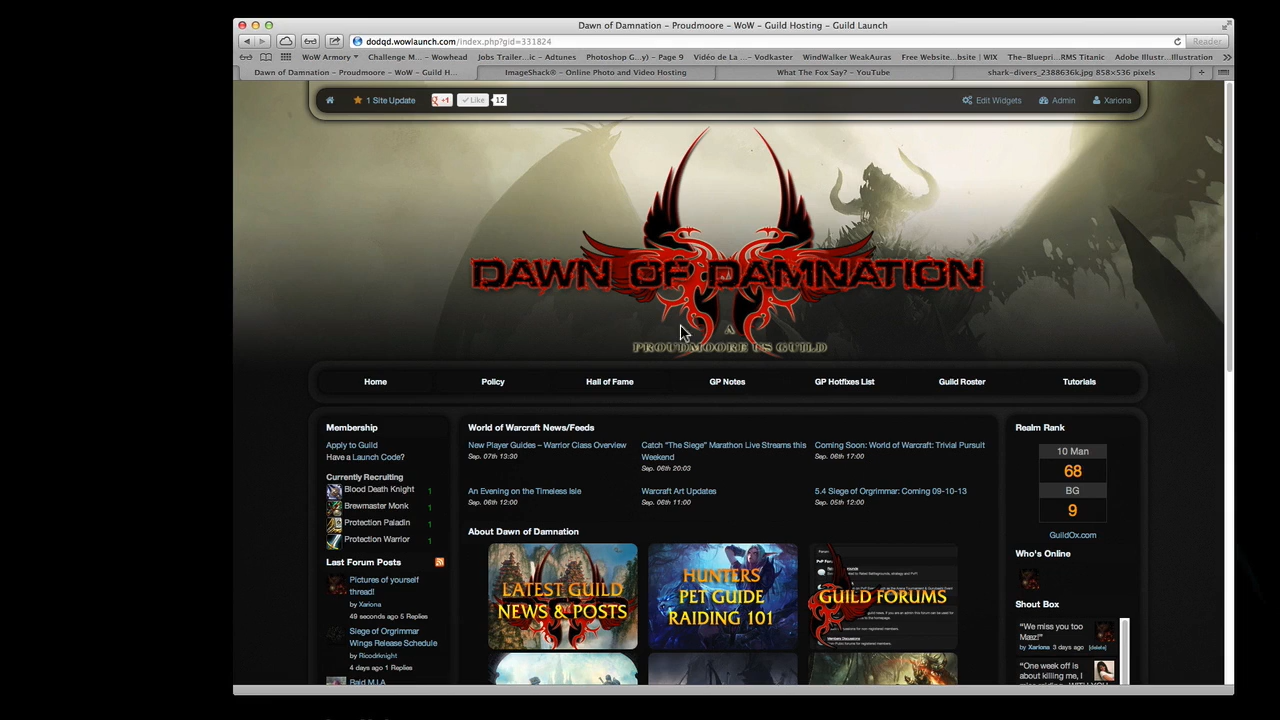 Dawn of Damnation – Proudmoore – WoW – Guild Hosting – Guild Launch
dodqd.wowlaunch.com/index.php?gid=331824
Reader
WoW Armory
Challenge M... – Wowhead
Jobs Trailer...ic – Adtunes
Photoshop G...y) – Page 9
Vidéo de La ... – Vodkaster
WindWalker WeakAuras
Free Website...bsite | WIX
The-Bluepri...RMS Titanic
Adobe Illustr...Illustration
Dawn of Damnation – Proudmoore – WoW – Guild H...
ImageShack® – Online Photo and Video Hosting
What The Fox Say? – YouTube
shark-divers_2388636k.jpg 858×536 pixels
1 Site Update
+1
Like
12
Edit Widgets
Admin
Xariona
DAWN OF DAMNATION
A
PROUDMOORE US GUILD
Home
Policy
Hall of Fame
GP Notes
GP Hotfixes List
Guild Roster
Tutorials
Membership
Apply to Guild
Have a Launch Code?
Currently Recruiting
Blood Death Knight 1
Brewmaster Monk 1
Protection Paladin 1
Protection Warrior 1
Last Forum Posts
Pictures of yourself
thread!
by Xariona
49 seconds ago 5 Replies
Siege of Orgrimmar
Wings Release Schedule
by Ricodrknight
4 days ago 1 Replies
Raid M.I.A
World of Warcraft News/Feeds
New Player Guides – Warrior Class Overview
Sep. 07th 13:30
Catch "The Siege" Marathon Live Streams this
Weekend
Sep. 06th 20:03
Coming Soon: World of Warcraft: Trivial Pursuit
Sep. 06th 17:00
An Evening on the Timeless Isle
Sep. 06th 12:00
Warcraft Art Updates
Sep. 06th 11:00
5.4 Siege of Orgrimmar: Coming 09-10-13
Sep. 05th 12:00
About Dawn of Damnation
LATEST GUILD
NEWS & POSTS
HUNTERS
PET GUIDE
RAIDING 101
Forum
GUILD FORUMS
Members Discussions
Realm Rank
10 Man
68
BG
9
GuildOx.com
Who's Online
Shout Box
"We miss you too
Mæz!"
by Xariona 3 days ago [delete]
"One week off is
about killing me, I